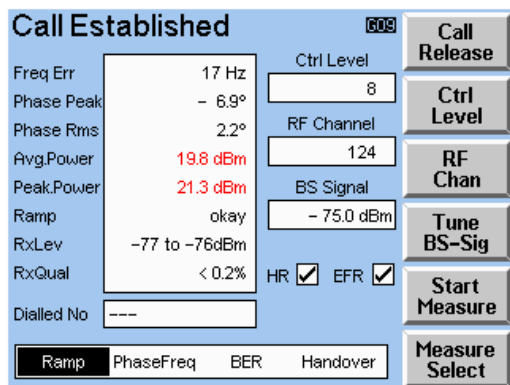 Call Established
G09
Freq Err 17 Hz
Phase Peak - 6.9°
Phase Rms 2.2°
Avg.Power 19.8 dBm
Peak.Power 21.3 dBm
Ramp okay
RxLev -77 to -76dBm
RxQual < 0.2%
Dialled No ---
Ctrl Level
8
RF Channel
124
BS Signal
- 75.0 dBm
HR EFR
Ramp PhaseFreq BER Handover
Call
Release
Ctrl
Level
RF
Chan
Tune
BS-Sig
Start
Measure
Measure
Select